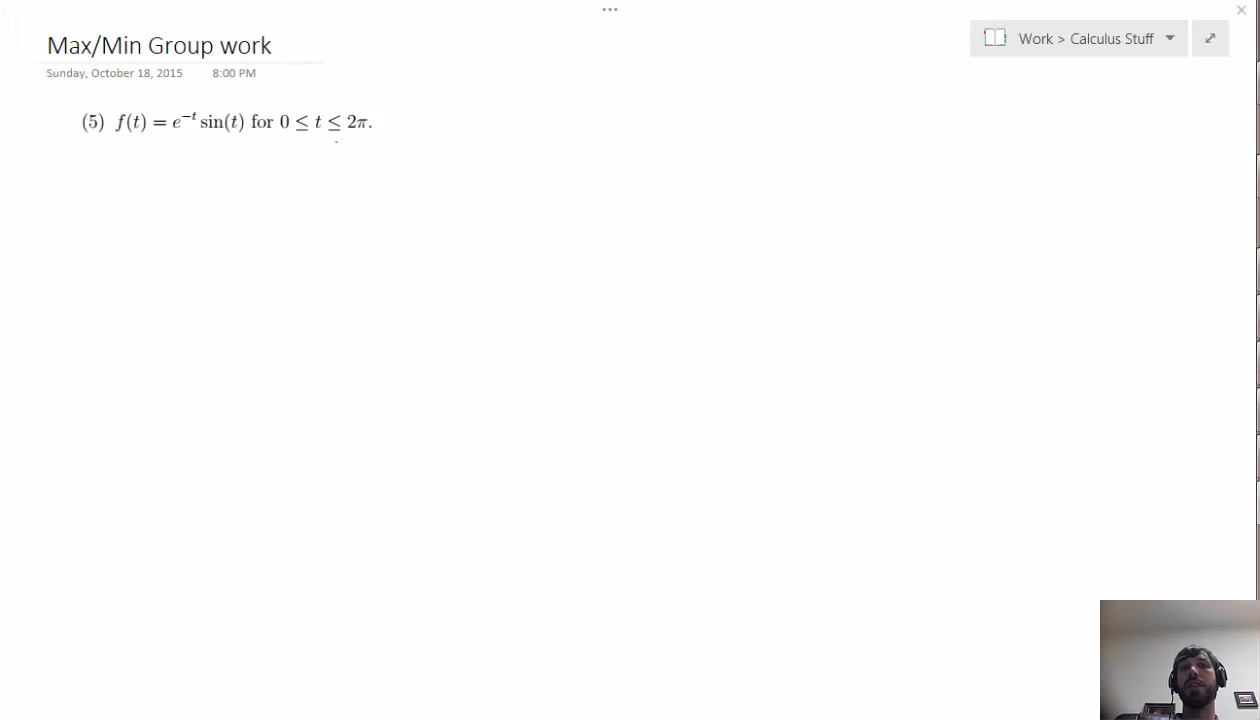 Max/Min Group work
Work > Calculus Stuff
Sunday, October 18, 2015 8:00 PM
(5) f(t) = e^{-t} sin(t) for 0 ≤ t ≤ 2π.